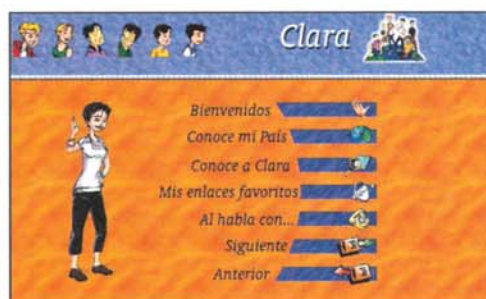 Clara
Bienvenidos
Conoce mi País
Conoce a Clara
Mis enlaces favoritos
Al habla con...
Siguiente
Anterior